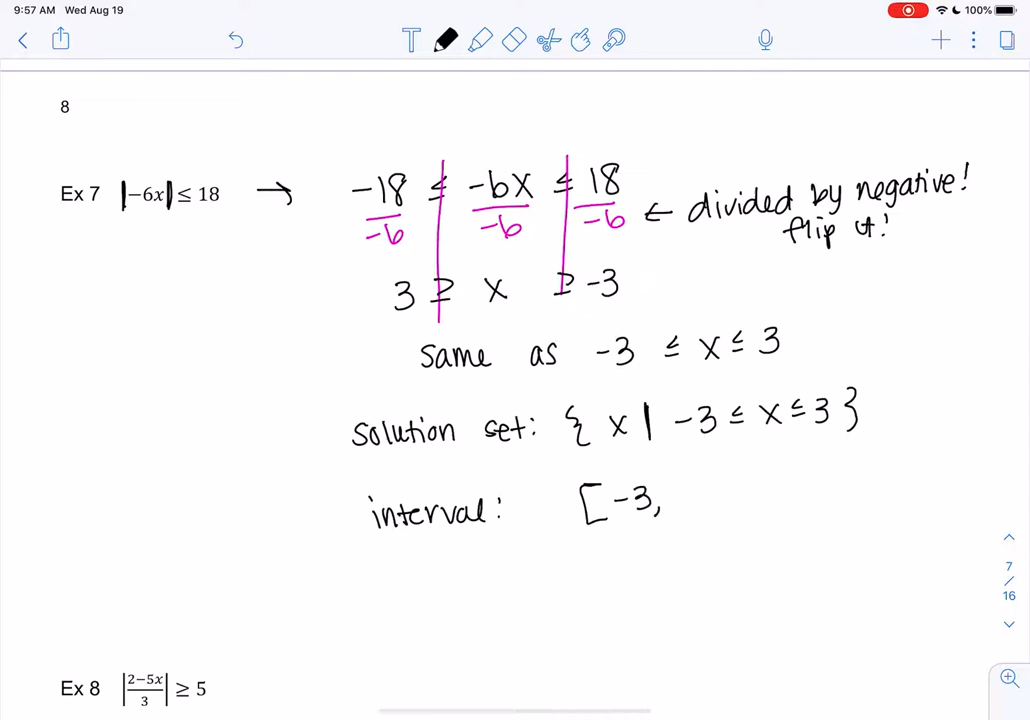 9:57 AM Wed Aug 19
100%
T
8
Ex 7 |−6x| ≤ 18 → -18 ≤ -6x ≤ 18
-6 -6 -6 ← divided by negative!
flip it!
3 ≥ x ≥ -3
same as -3 ≤ x ≤ 3
solution set: { x | -3 ≤ x ≤ 3 }
interval: [ -3,
7
/
16
Ex 8 |2−5x/3| ≥ 5